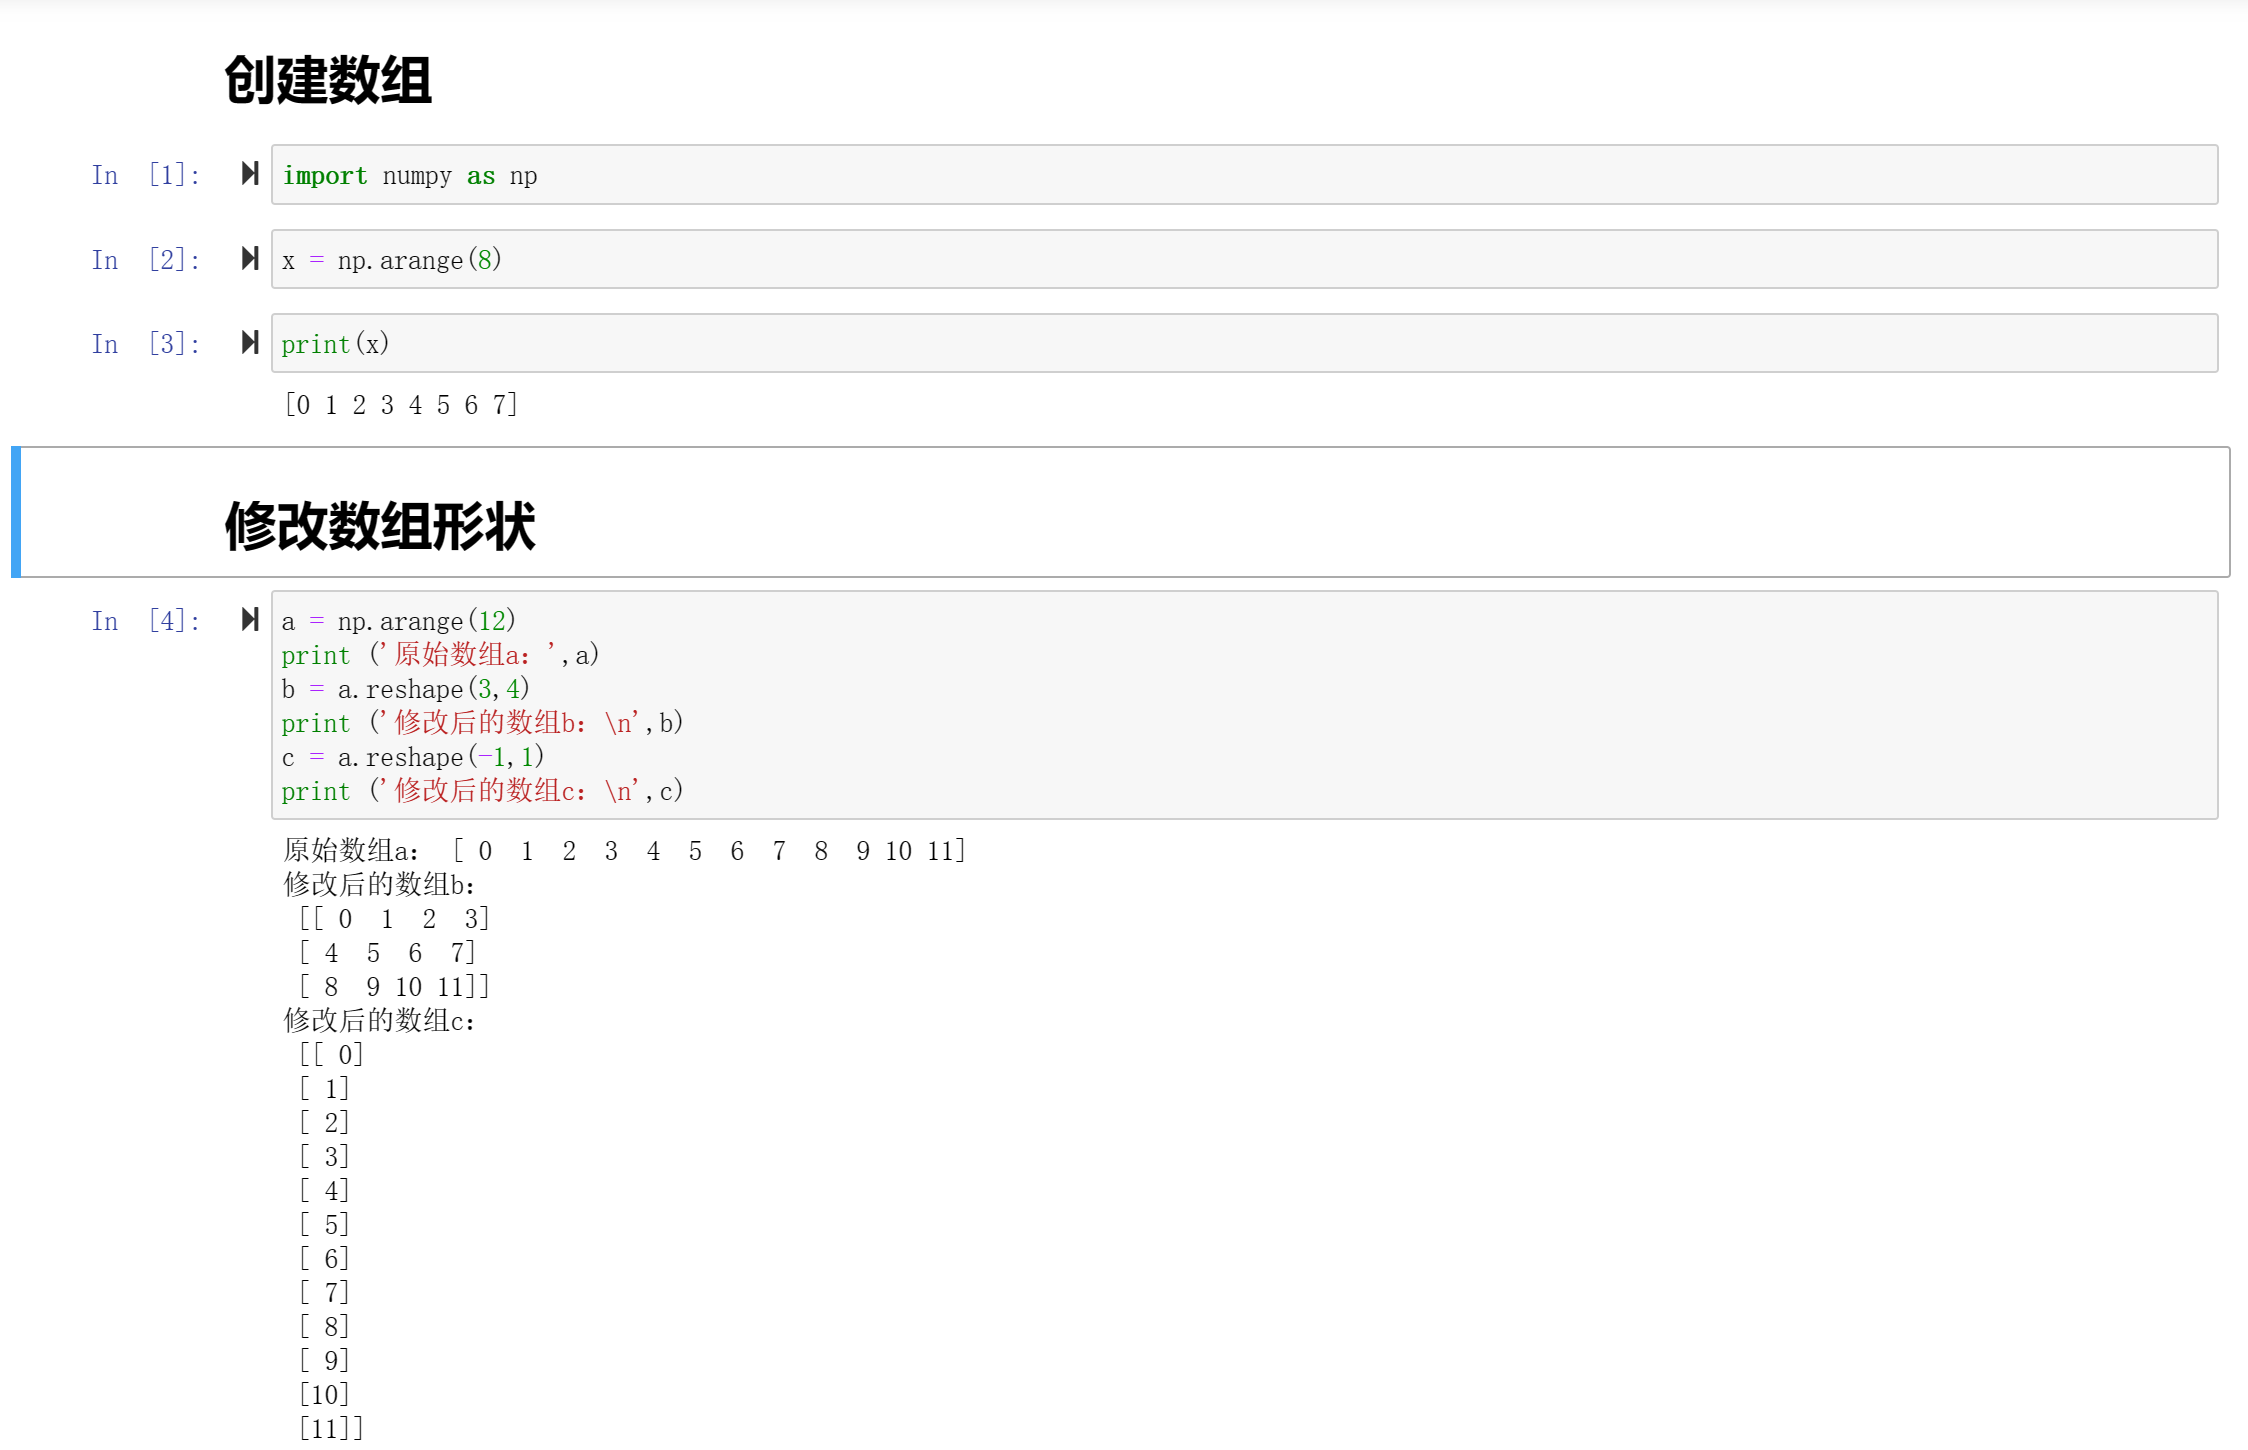 创建数组
In [1]: import numpy as np
In [2]: x = np.arange(8)
In [3]: print(x)
[0 1 2 3 4 5 6 7]
修改数组形状
In [4]: a = np.arange(12)
print ('原始数组a：',a)
b = a.reshape(3,4)
print ('修改后的数组b：\n',b)
c = a.reshape(-1,1)
print ('修改后的数组c：\n',c)
原始数组a： [ 0  1  2  3  4  5  6  7  8  9 10 11]
修改后的数组b：
[[ 0  1  2  3]
[ 4  5  6  7]
[ 8  9 10 11]]
修改后的数组c：
[[ 0]
[ 1]
[ 2]
[ 3]
[ 4]
[ 5]
[ 6]
[ 7]
[ 8]
[ 9]
[10]
[11]]